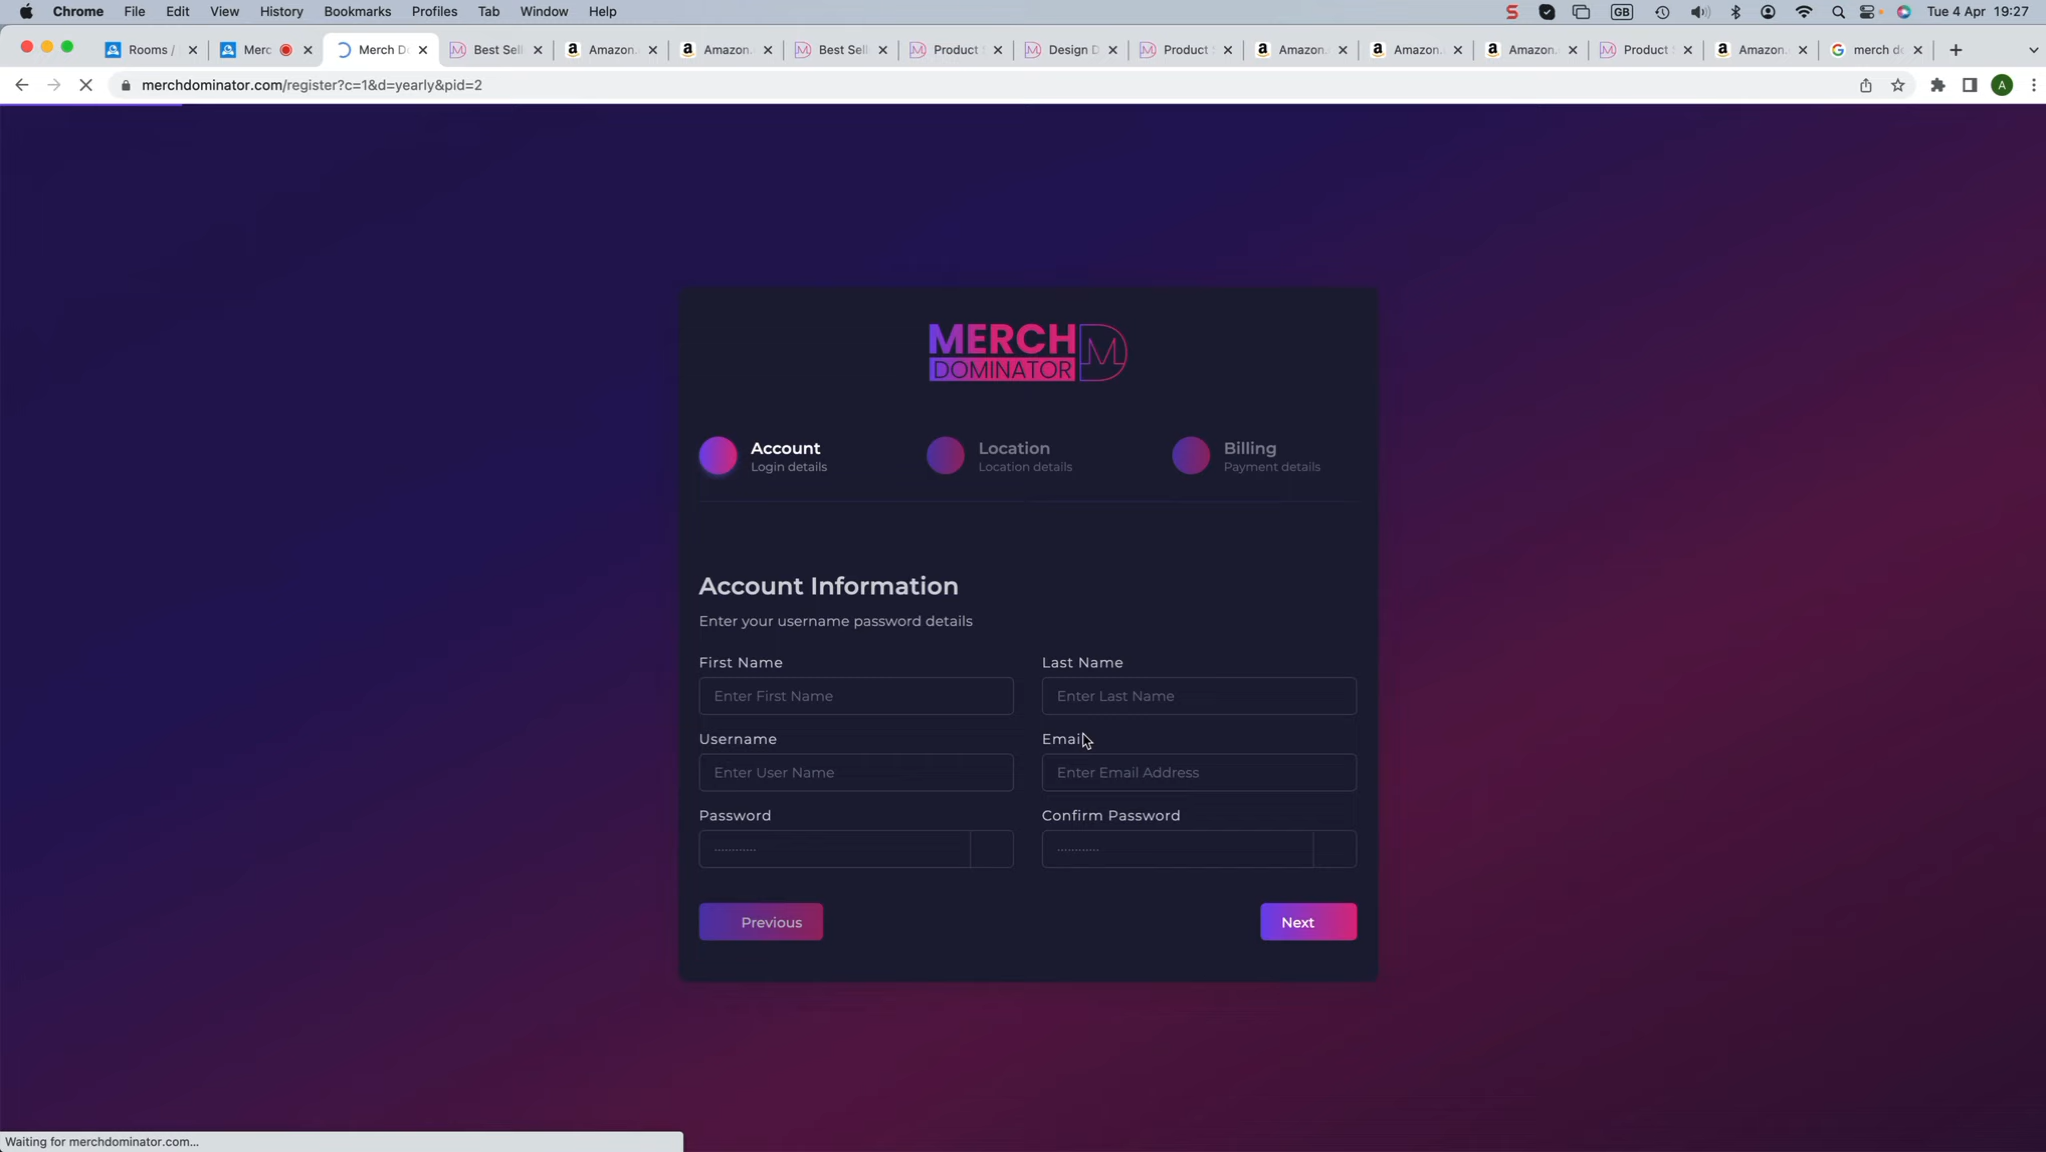 Chrome File Edit View History Bookmarks Profiles Tab Window Help S GB Tue 4 Apr 19:27
Rooms / Merc Merch D Best Sell Amazon. Amazon. Best Sell Product Design D Product Amazon. Amazon. Amazon. Product Amazon. merch do
merchdominator.com/register?c=1&d=yearly&pid=2 A
MERCH
DOMINATOR
Account Location Billing
Login details Location details Payment details
Account Information
Enter your username password details
First Name Last Name
Enter First Name Enter Last Name
Username Email
Enter User Name Enter Email Address
Password Confirm Password
Previous Next
Waiting for merchdominator.com...